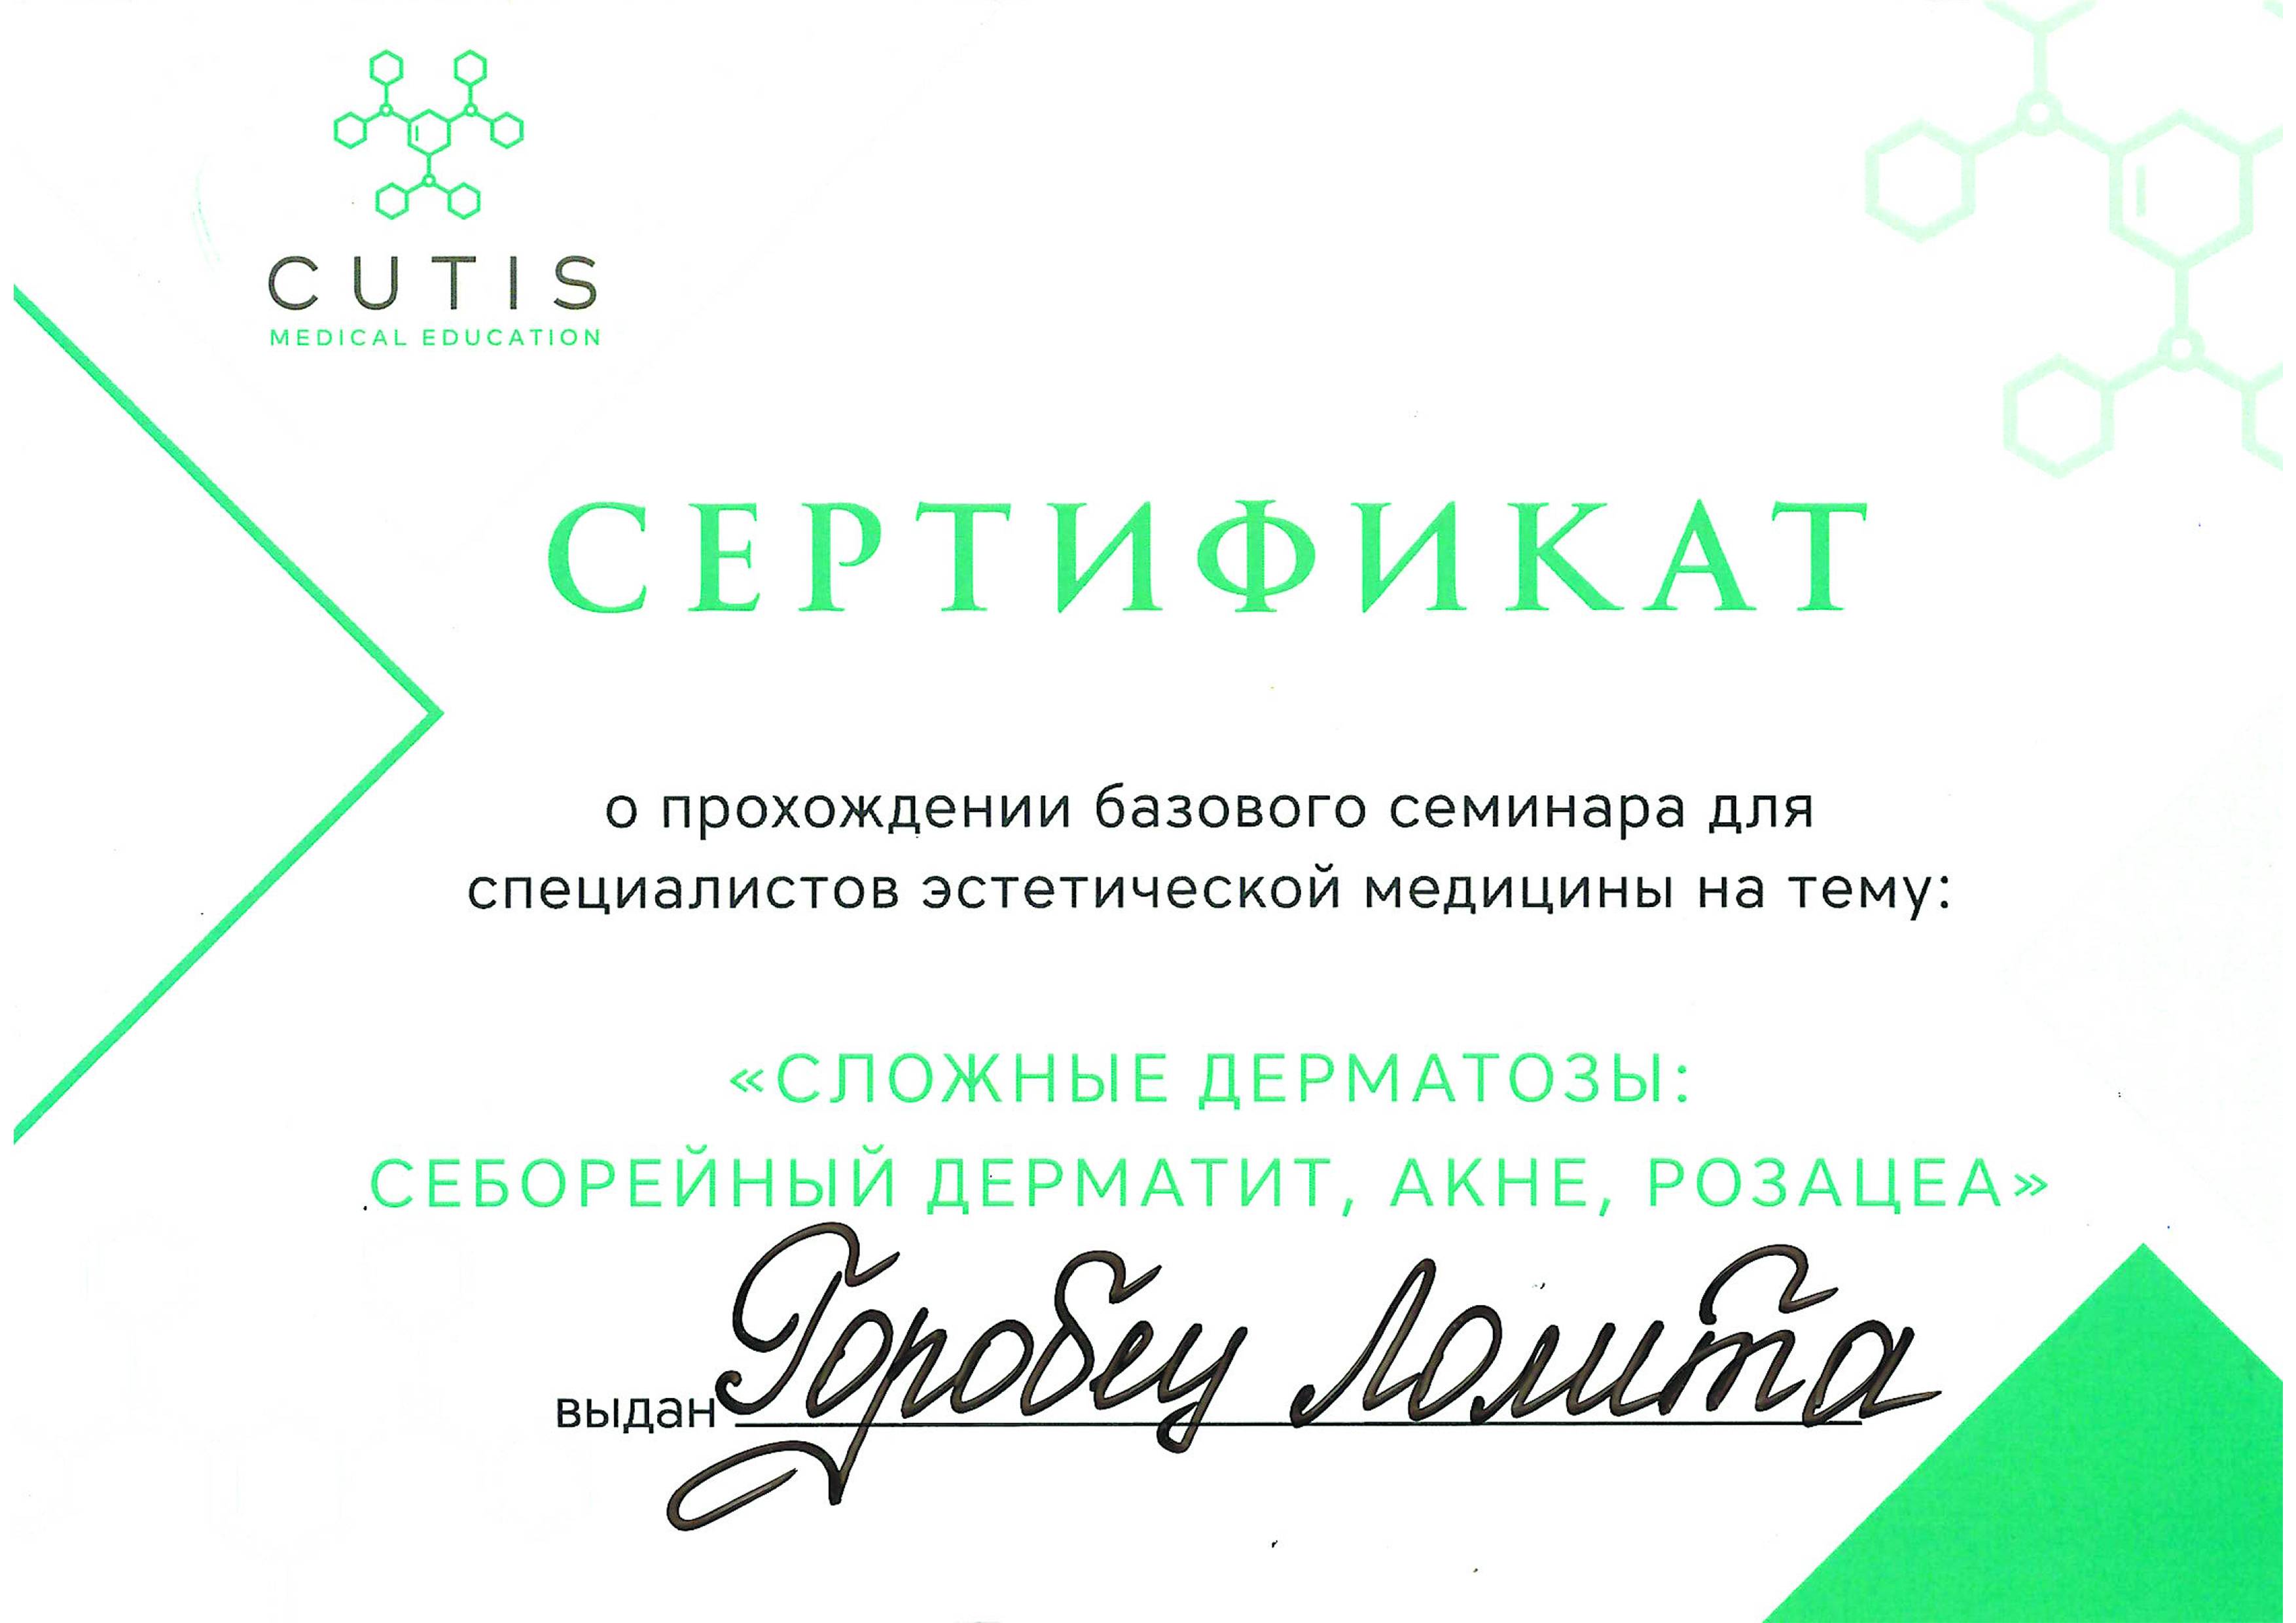 CUTIS
MEDICAL EDUCATION
СЕРТИФИКАТ
о прохождении базового семинара для
специалистов эстетической медицины на тему:
«СЛОЖНЫЕ ДЕРМАТОЗЫ:
СЕБОРЕЙНЫЙ ДЕРМАТИТ, АКНЕ, РОЗАЦЕА»
выдан Горобец Лолита